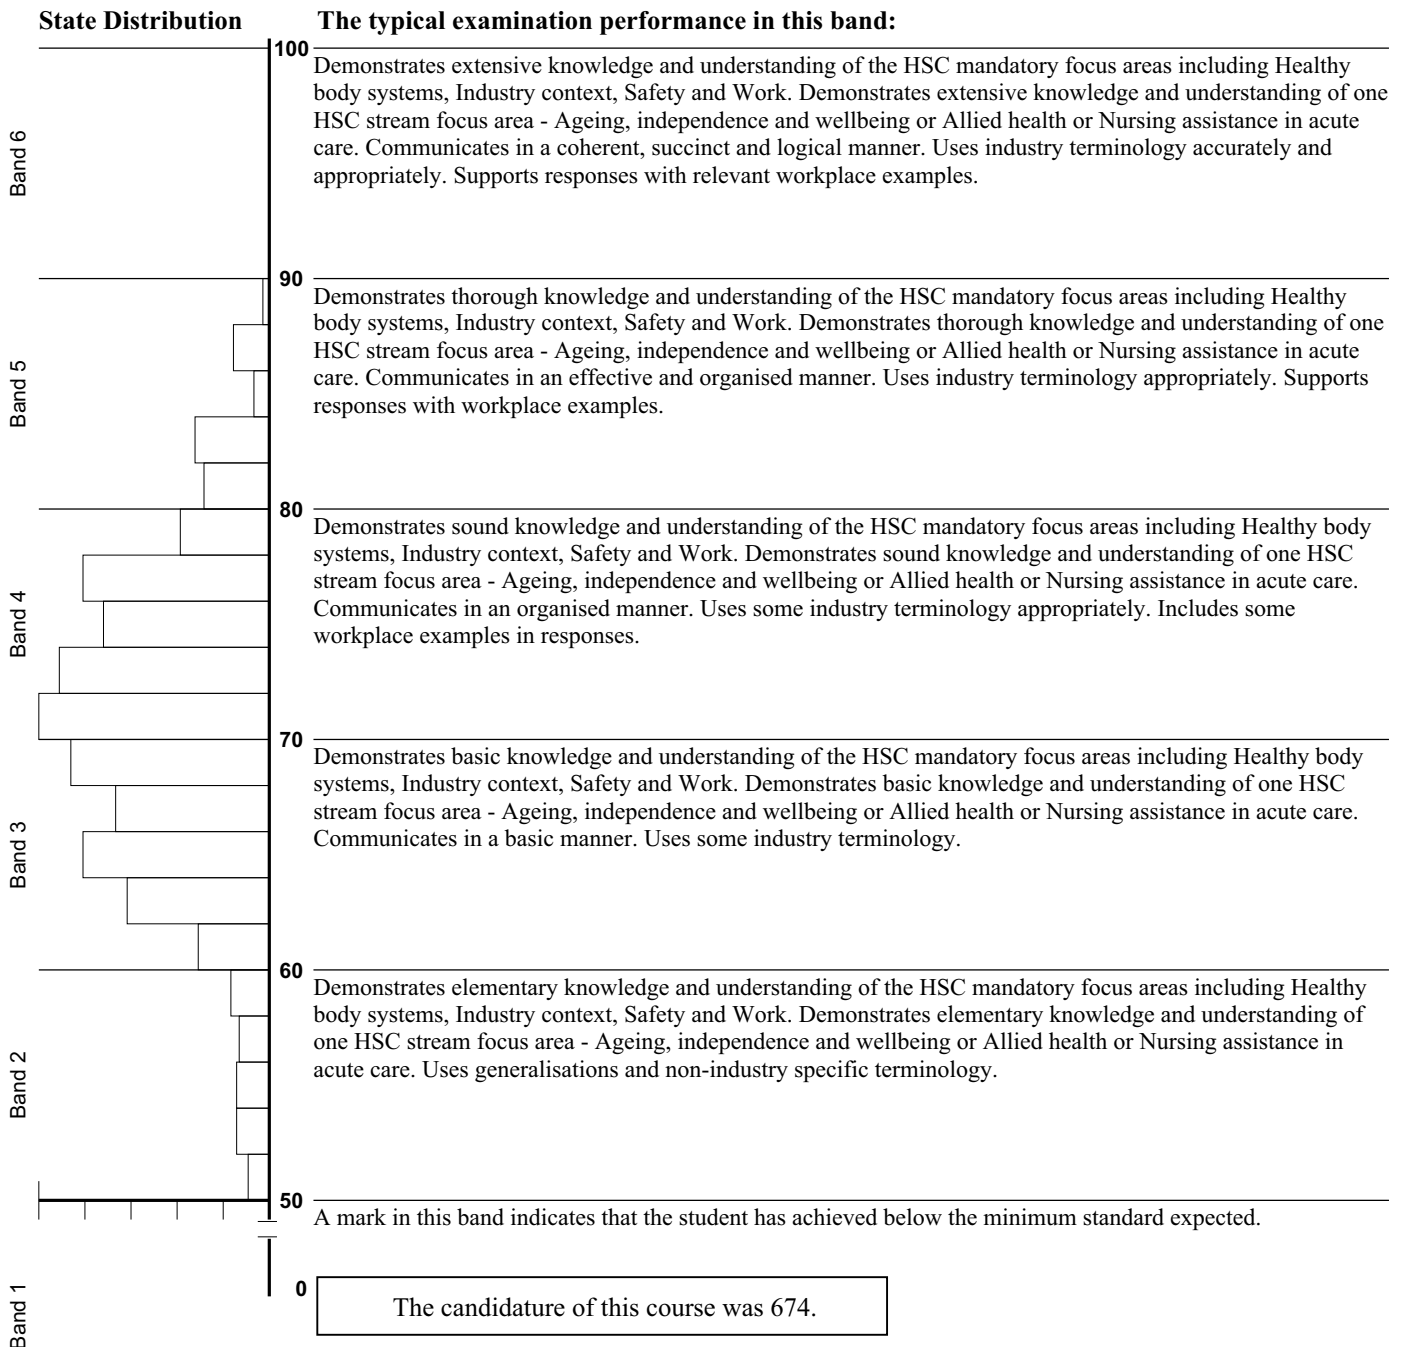 State Distribution
The typical examination performance in this band:
100
Band 6
Demonstrates extensive knowledge and understanding of the HSC mandatory focus areas including Healthy
body systems, Industry context, Safety and Work. Demonstrates extensive knowledge and understanding of one
HSC stream focus area - Ageing, independence and wellbeing or Allied health or Nursing assistance in acute
care. Communicates in a coherent, succinct and logical manner. Uses industry terminology accurately and
appropriately. Supports responses with relevant workplace examples.
90
Band 5
Demonstrates thorough knowledge and understanding of the HSC mandatory focus areas including Healthy
body systems, Industry context, Safety and Work. Demonstrates thorough knowledge and understanding of one
HSC stream focus area - Ageing, independence and wellbeing or Allied health or Nursing assistance in acute
care. Communicates in an effective and organised manner. Uses industry terminology appropriately. Supports
responses with workplace examples.
80
Band 4
Demonstrates sound knowledge and understanding of the HSC mandatory focus areas including Healthy body
systems, Industry context, Safety and Work. Demonstrates sound knowledge and understanding of one HSC
stream focus area - Ageing, independence and wellbeing or Allied health or Nursing assistance in acute care.
Communicates in an organised manner. Uses some industry terminology appropriately. Includes some
workplace examples in responses.
70
Band 3
Demonstrates basic knowledge and understanding of the HSC mandatory focus areas including Healthy body
systems, Industry context, Safety and Work. Demonstrates basic knowledge and understanding of one HSC
stream focus area - Ageing, independence and wellbeing or Allied health or Nursing assistance in acute care.
Communicates in a basic manner. Uses some industry terminology.
60
Band 2
Demonstrates elementary knowledge and understanding of the HSC mandatory focus areas including Healthy
body systems, Industry context, Safety and Work. Demonstrates elementary knowledge and understanding of
one HSC stream focus area - Ageing, independence and wellbeing or Allied health or Nursing assistance in
acute care. Uses generalisations and non-industry specific terminology.
50
A mark in this band indicates that the student has achieved below the minimum standard expected.
Band 1
0
The candidature of this course was 674.